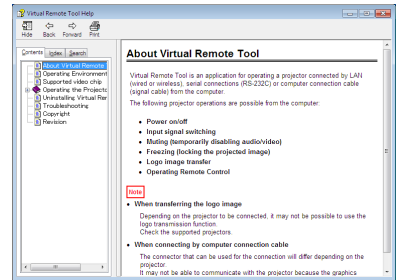 Virtual Remote Tool Help
Hide Back Forward Print
Contents Index Search
About Virtual Remote
Operating Environment
Supported video chip
Operating the Projecto
Uninstalling Virtual Rer
Troubleshooting
Copyright
Revision
About Virtual Remote Tool
Virtual Remote Tool is an application for operating a projector connected by LAN
(wired or wireless), serial connections (RS-232C) or computer connection cable
(signal cable) from the computer.
The following projector operations are possible from the computer:
• Power on/off
• Input signal switching
• Muting (temporarily disabling audio/video)
• Freezing (locking the projected image)
• Logo image transfer
• Operating Remote Control
Note
• When transferring the logo image
Depending on the projector to be connected, it may not be possible to use the
logo transmission function.
Check the supported projectors.
• When connecting by computer connection cable
The connector that can be used for the connection will differ depending on the
projector.
It may not be able to communicate with the projector because the graphics